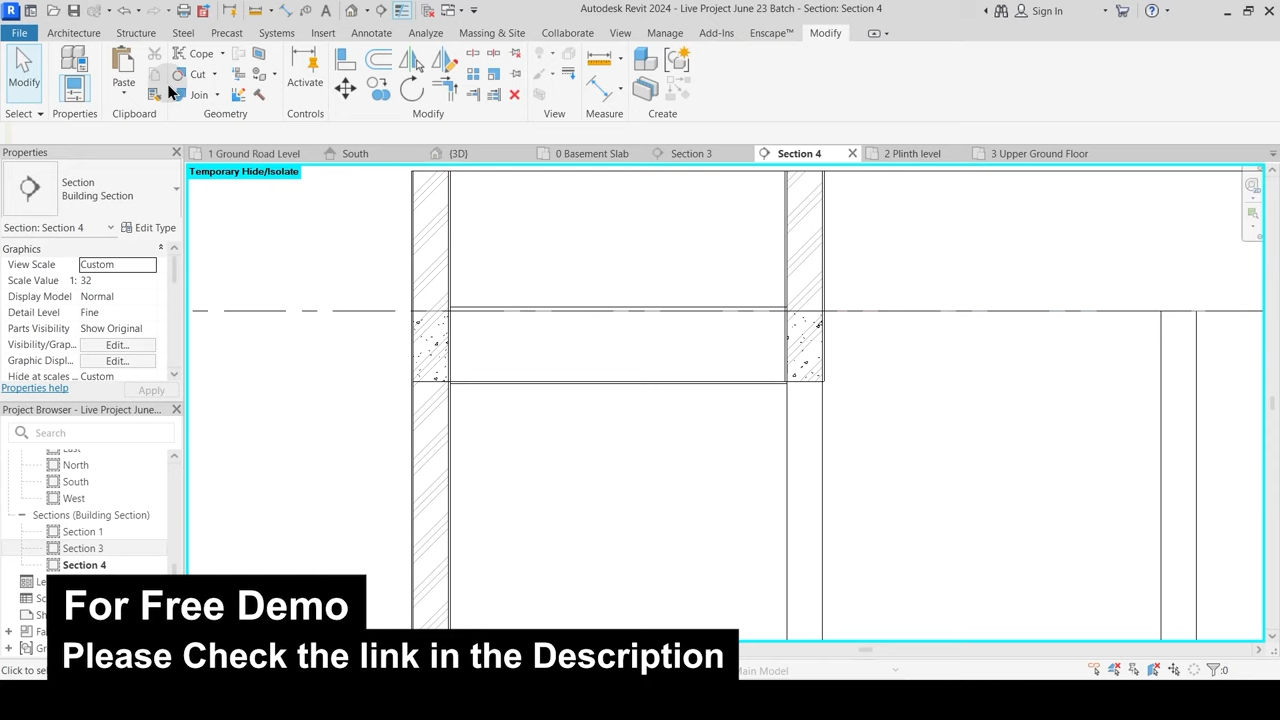 Autodesk Revit 2024 - Live Project June 23 Batch - Section: Section 4
Sign In
File
Architecture
Structure
Steel
Precast
Systems
Insert
Annotate
Analyze
Massing & Site
Collaborate
View
Manage
Add-Ins
Enscape™
Modify
Modify
Paste
Cope
Cut
Join
Activate
Select
Properties
Clipboard
Geometry
Controls
Modify
View
Measure
Create
Properties
1 Ground Road Level
South
{3D}
0 Basement Slab
Section 3
Section 4
2 Plinth level
3 Upper Ground Floor
Temporary Hide/Isolate
Section
Building Section
Section: Section 4
Edit Type
Graphics
View Scale
Custom
Scale Value 1:
32
Display Model
Normal
Detail Level
Fine
Parts Visibility
Show Original
Visibility/Grap...
Edit...
Graphic Displ...
Edit...
Hide at scales ...
Custom
Properties help
Apply
Project Browser - Live Project June...
Search
East
North
South
West
Sections (Building Section)
Section 1
Section 3
Section 4
For Free Demo
Please Check the link in the Description
Main Model
:0